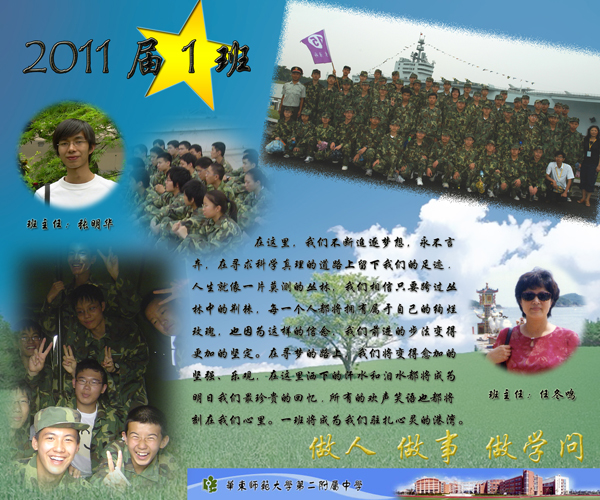 2011 届 1 班
班主任：张明华
在这里，我们不断追逐梦想，永不言
弃，在寻求科学真理的道路上留下我们的足迹，
人生就像一片莫测的丛林，我们相信只要跨过丛
林中的荆棘，每一个人都将拥有属于自己的绚烂
玫瑰，也因为这样的信念，我们前进的步伐变得
更加的坚定。在寻梦的路上，我们将变得愈加的
坚强、乐观，在这里洒下的汗水和泪水都将成为
明日我们最珍贵的回忆，所有的欢声笑语也都将
刻在我们心里。一班将成为我们驻扎心灵的港湾。
班主任：任冬鸣
做人 做事 做学问
華東师范大学第二附属中学